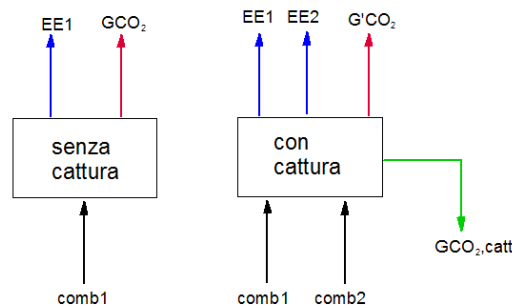 EE1 GCO₂
EE1 EE2 G'CO₂
senza
cattura
con
cattura
GCO₂,catt
comb1
comb1 comb2